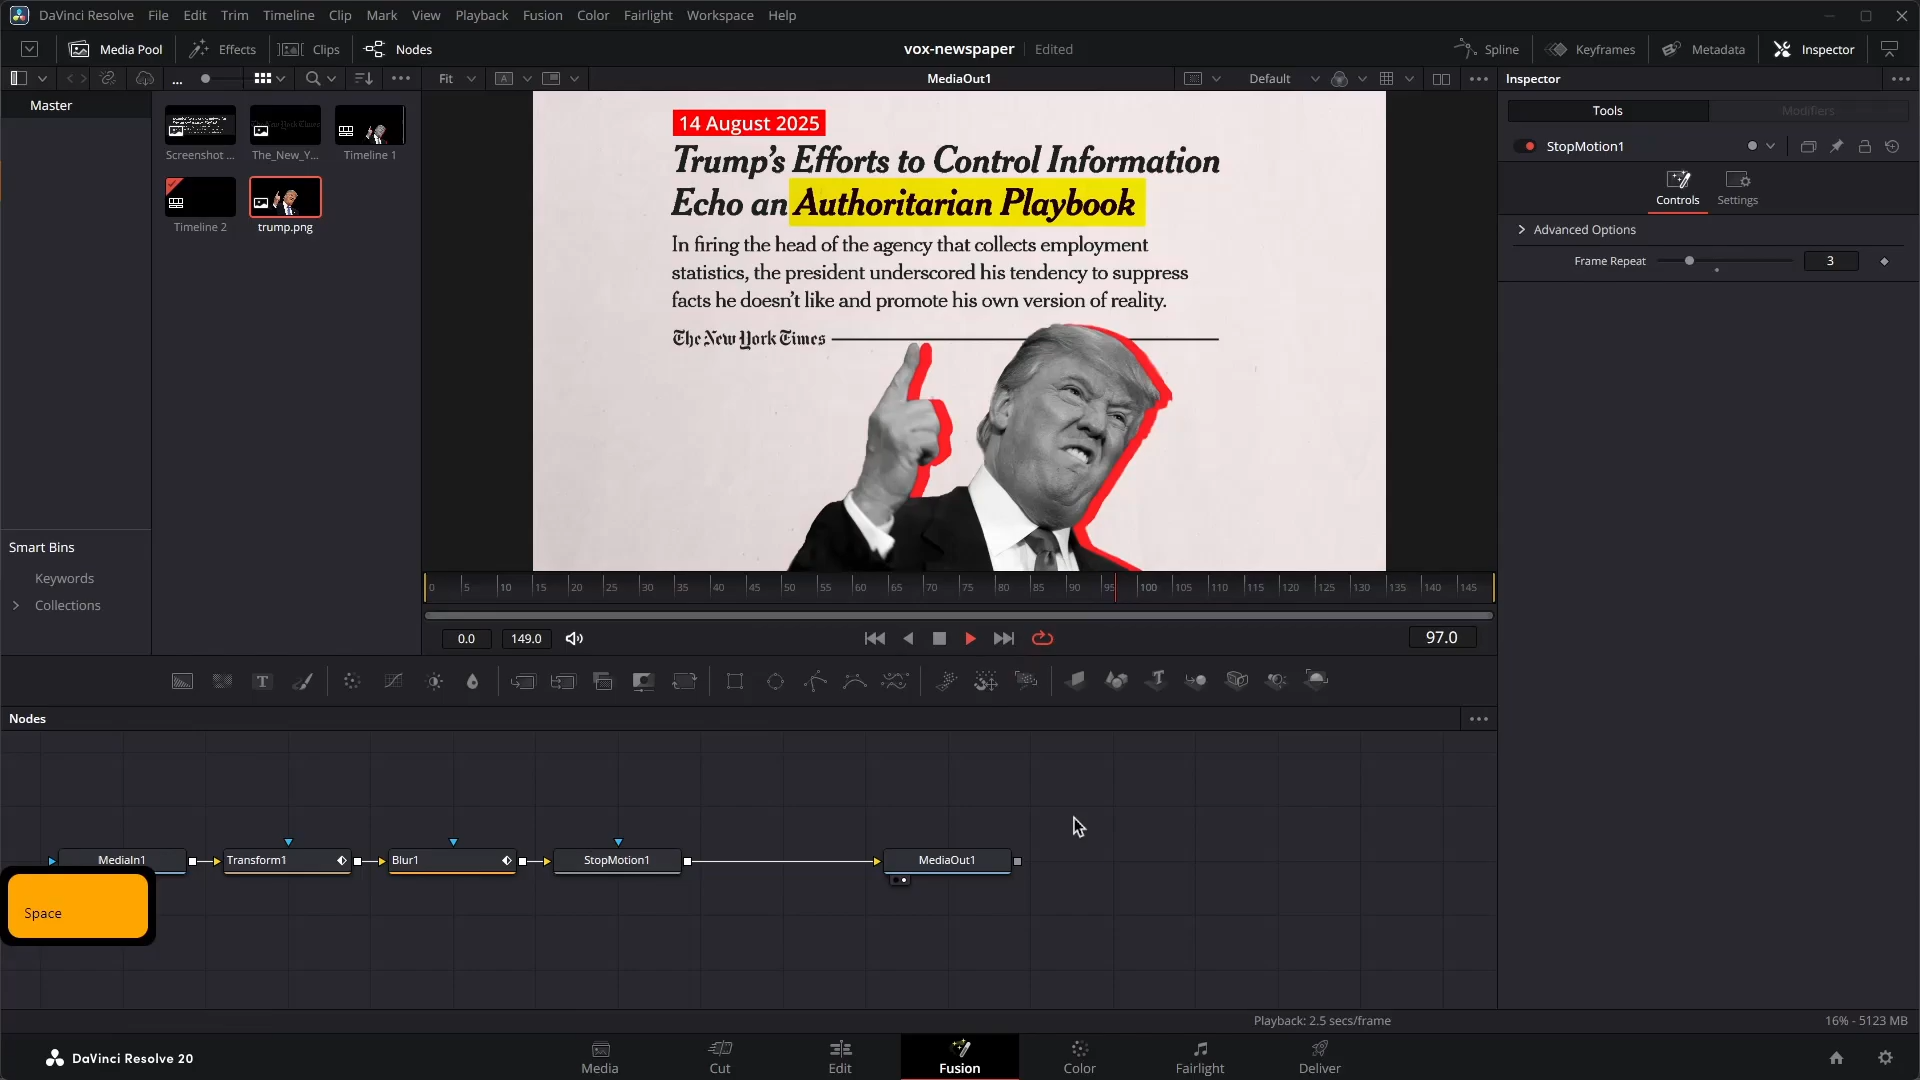 DaVinci Resolve File Edit Trim Timeline Clip Mark View Playback Fusion Color Fairlight Workspace Help
Media Pool Effects Clips Nodes vox-newspaper Edited Spline Keyframes Metadata Inspector
... Fit MediaOut1 Default Inspector
Master
Screenshot ... The_New_Y... Timeline 1
Timeline 2 trump.png
Smart Bins
Keywords
Collections
14 August 2025
Trump's Efforts to Control Information
Echo an Authoritarian Playbook
In firing the head of the agency that collects employment
statistics, the president underscored his tendency to suppress
facts he doesn't like and promote his own version of reality.
The New York Times
Tools Modifiers
StopMotion1
Controls Settings
Advanced Options
Frame Repeat 3
0 5 10 15 20 25 30 35 40 45 50 55 60 65 70 75 80 85 90 95 100 105 110 115 120 125 130 135 140 145
0.0 149.0 97.0
Nodes
MediaIn1 Transform1 Blur1 StopMotion1 MediaOut1
Space
Playback: 2.5 secs/frame 16% - 5123 MB
DaVinci Resolve 20 Media Cut Edit Fusion Color Fairlight Deliver